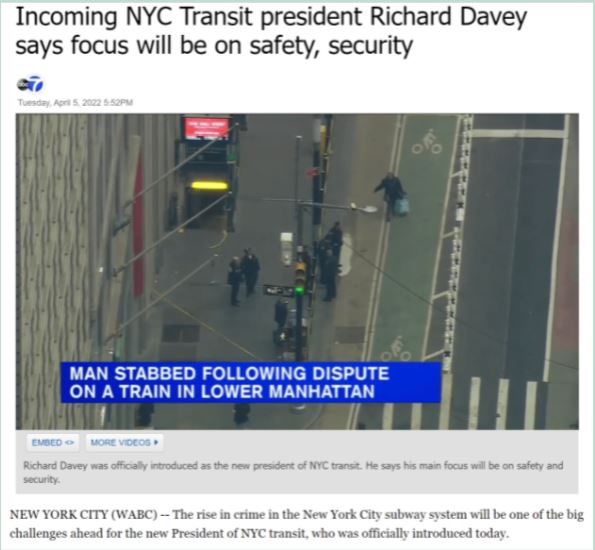 Incoming NYC Transit president Richard Davey
says focus will be on safety, security
abc 7
Tuesday, April 5, 2022 5:52PM
MAN STABBED FOLLOWING DISPUTE
ON A TRAIN IN LOWER MANHATTAN
EMBED <>
MORE VIDEOS
Richard Davey was officially introduced as the new president of NYC transit. He says his main focus will be on safety and
security.
NEW YORK CITY (WABC) -- The rise in crime in the New York City subway system will be one of the big
challenges ahead for the new President of NYC transit, who was officially introduced today.